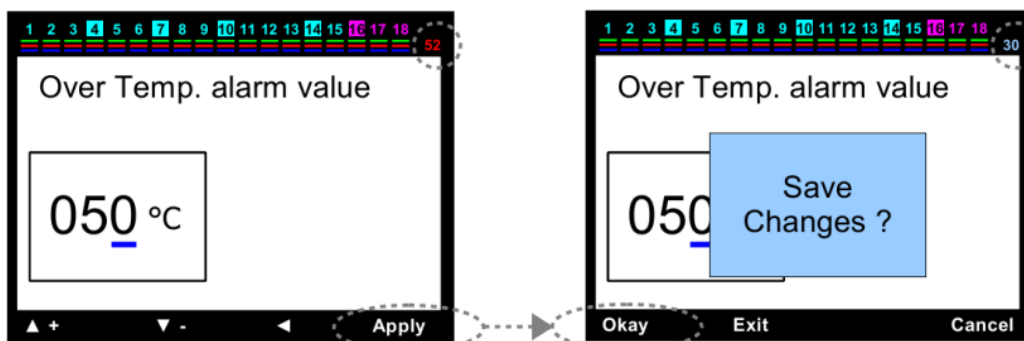 1 2 3 4 5 6 7 8 9 10 11 12 13 14 15 16 17 18
52
Over Temp. alarm value
050 °C
▲ + ▼ - ◀ Apply
1 2 3 4 5 6 7 8 9 10 11 12 13 14 15 16 17 18
30
Over Temp. alarm value
050
Save
Changes ?
Okay Exit Cancel